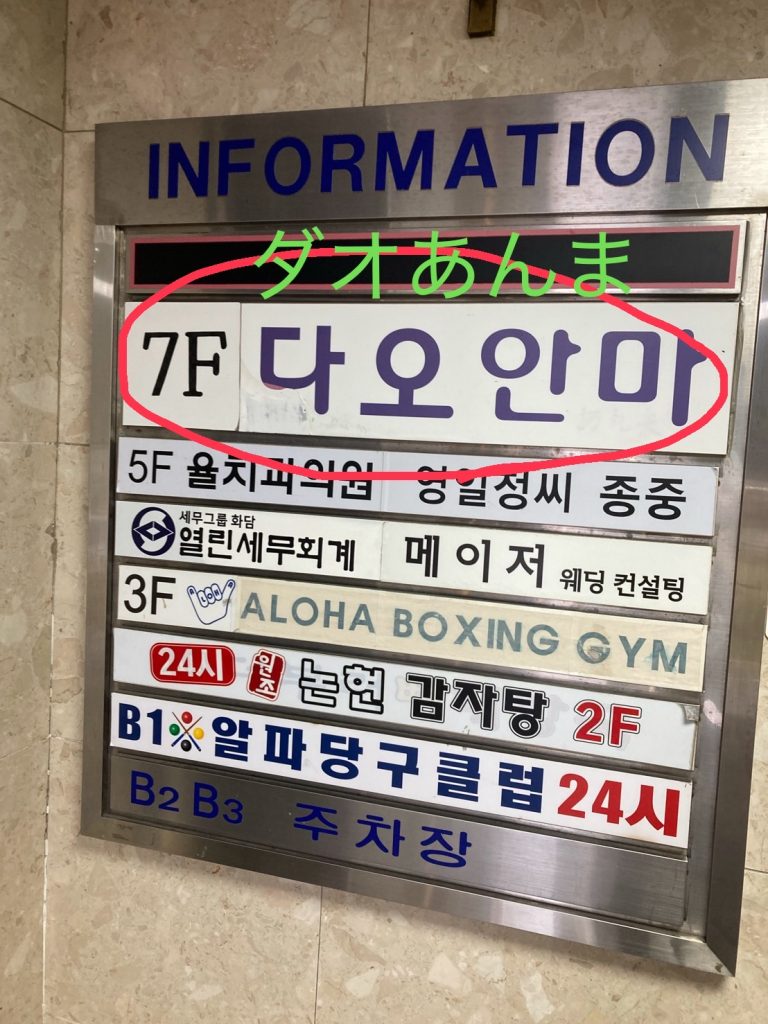 INFORMATION
ダオあんま
7F 다오안마
5F 율치과의원 영일정씨 종중
세무그룹 화담
열린세무회계 메이저 웨딩 컨설팅
3F ALOHA BOXING GYM
24시 원조 논현 감자탕 2F
B1 알파당구클럽 24시
B2 B3 주차장